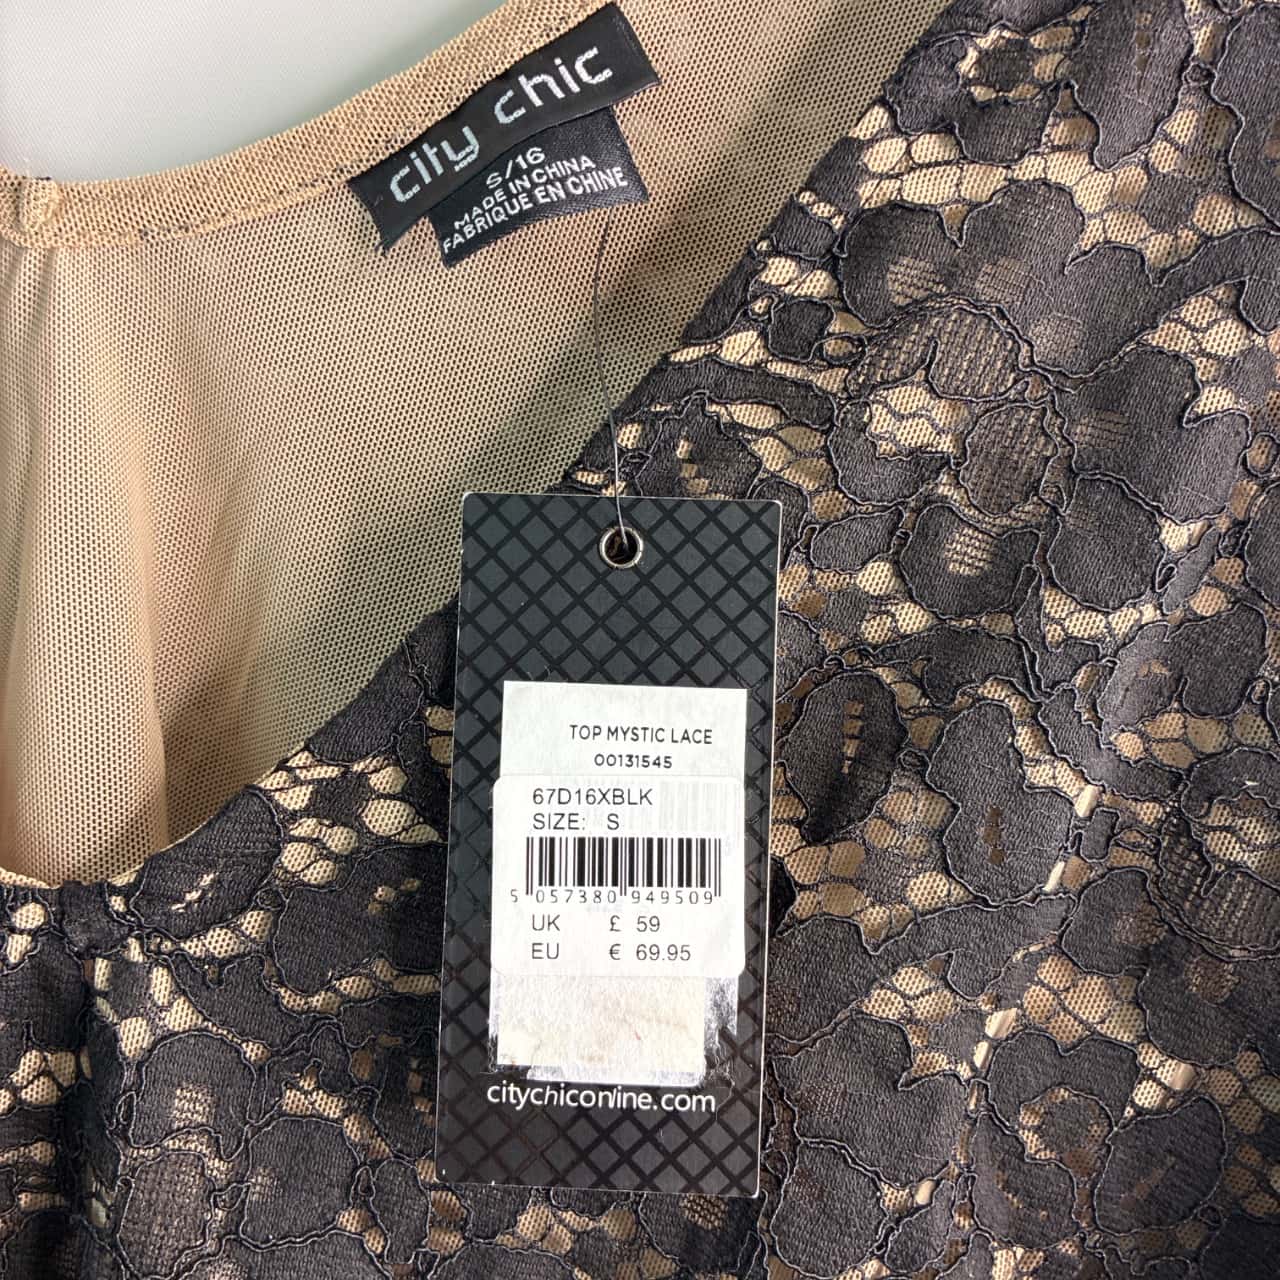 city chic
S/16
MADE IN CHINA
FABRIQUE EN CHINE
TOP MYSTIC LACE
00131545
67D16XBLK
SIZE: S
5 057380 949509
UK £ 59
EU € 69.95
citychiconline.com